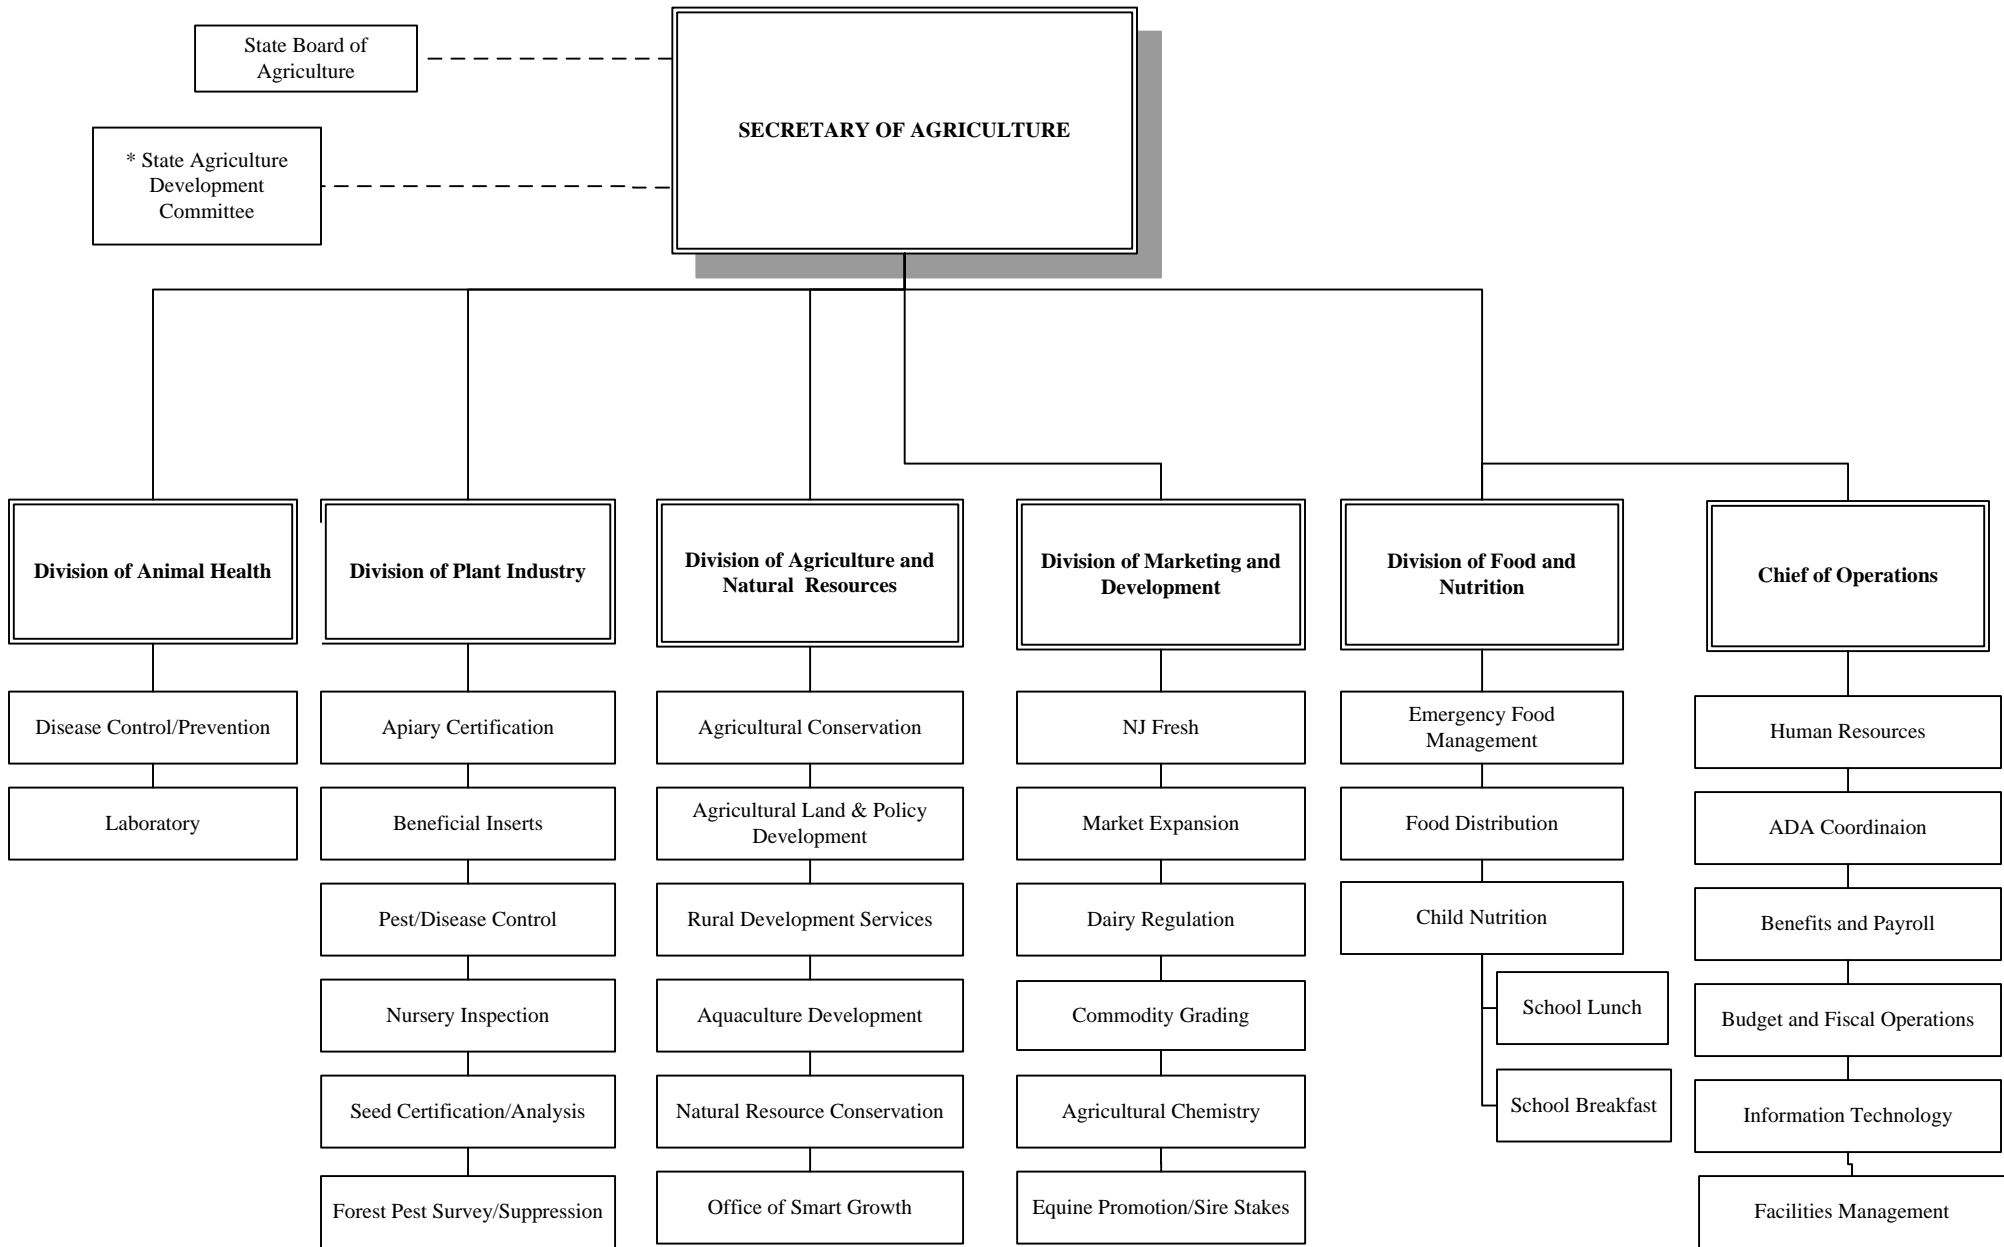 State Board of
Agriculture
SECRETARY OF AGRICULTURE
* State Agriculture
Development
Committee
Division of Animal Health
Division of Plant Industry
Division of Agriculture and
Natural  Resources
Division of Marketing and
Development
Division of Food and
Nutrition
Chief of Operations
Disease Control/Prevention
Laboratory
Apiary Certification
Beneficial Inserts
Pest/Disease Control
Nursery Inspection
Seed Certification/Analysis
Forest Pest Survey/Suppression
Agricultural Conservation
Agricultural Land & Policy
Development
Rural Development Services
Aquaculture Development
Natural Resource Conservation
Office of Smart Growth
NJ Fresh
Market Expansion
Dairy Regulation
Commodity Grading
Agricultural Chemistry
Equine Promotion/Sire Stakes
Emergency Food
Management
Food Distribution
Child Nutrition
School Lunch
School Breakfast
Human Resources
ADA Coordinaion
Benefits and Payroll
Budget and Fiscal Operations
Information Technology
Facilities Management